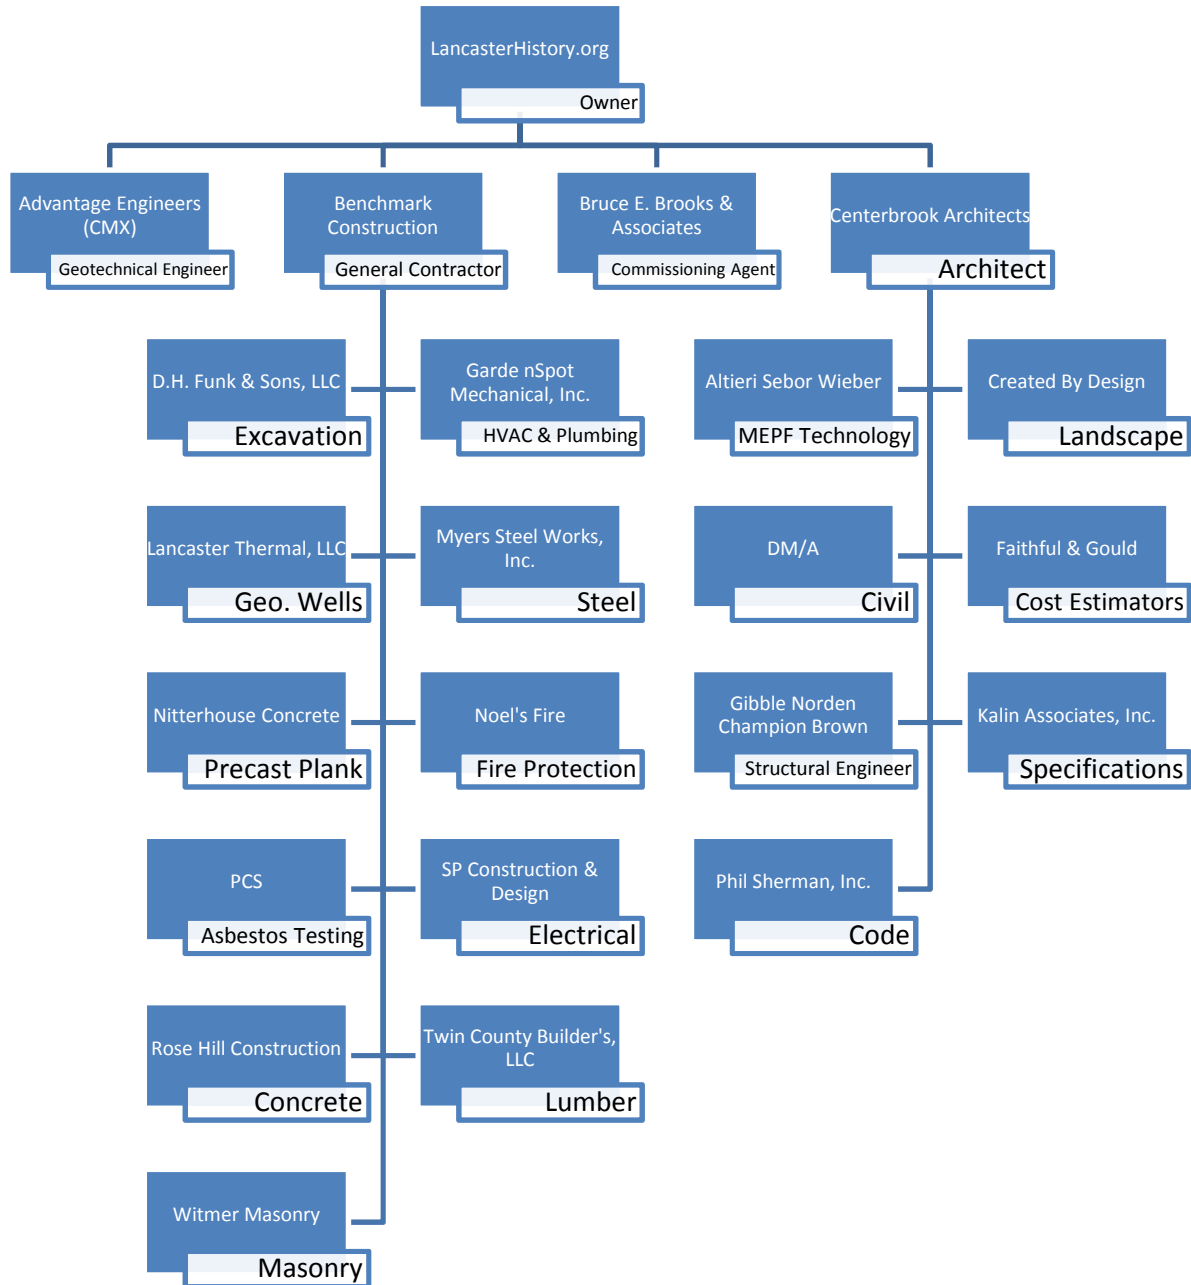 LancasterHistory.org
Owner
Advantage Engineers
(CMX)
Geotechnical Engineer
Benchmark
Construction
General Contractor
Bruce E. Brooks &
Associates
Commissioning Agent
Centerbrook Architects
Architect
D.H. Funk & Sons, LLC
Excavation
Garde nSpot
Mechanical, Inc.
HVAC & Plumbing
Altieri Sebor Wieber
MEPF Technology
Created By Design
Landscape
Lancaster Thermal, LLC
Geo. Wells
Myers Steel Works,
Inc.
Steel
DM/A
Civil
Faithful & Gould
Cost Estimators
Nitterhouse Concrete
Precast Plank
Noel's Fire
Fire Protection
Gibble Norden
Champion Brown
Structural Engineer
Kalin Associates, Inc.
Specifications
PCS
Asbestos Testing
SP Construction &
Design
Electrical
Phil Sherman, Inc.
Code
Rose Hill Construction
Concrete
Twin County Builder's,
LLC
Lumber
Witmer Masonry
Masonry